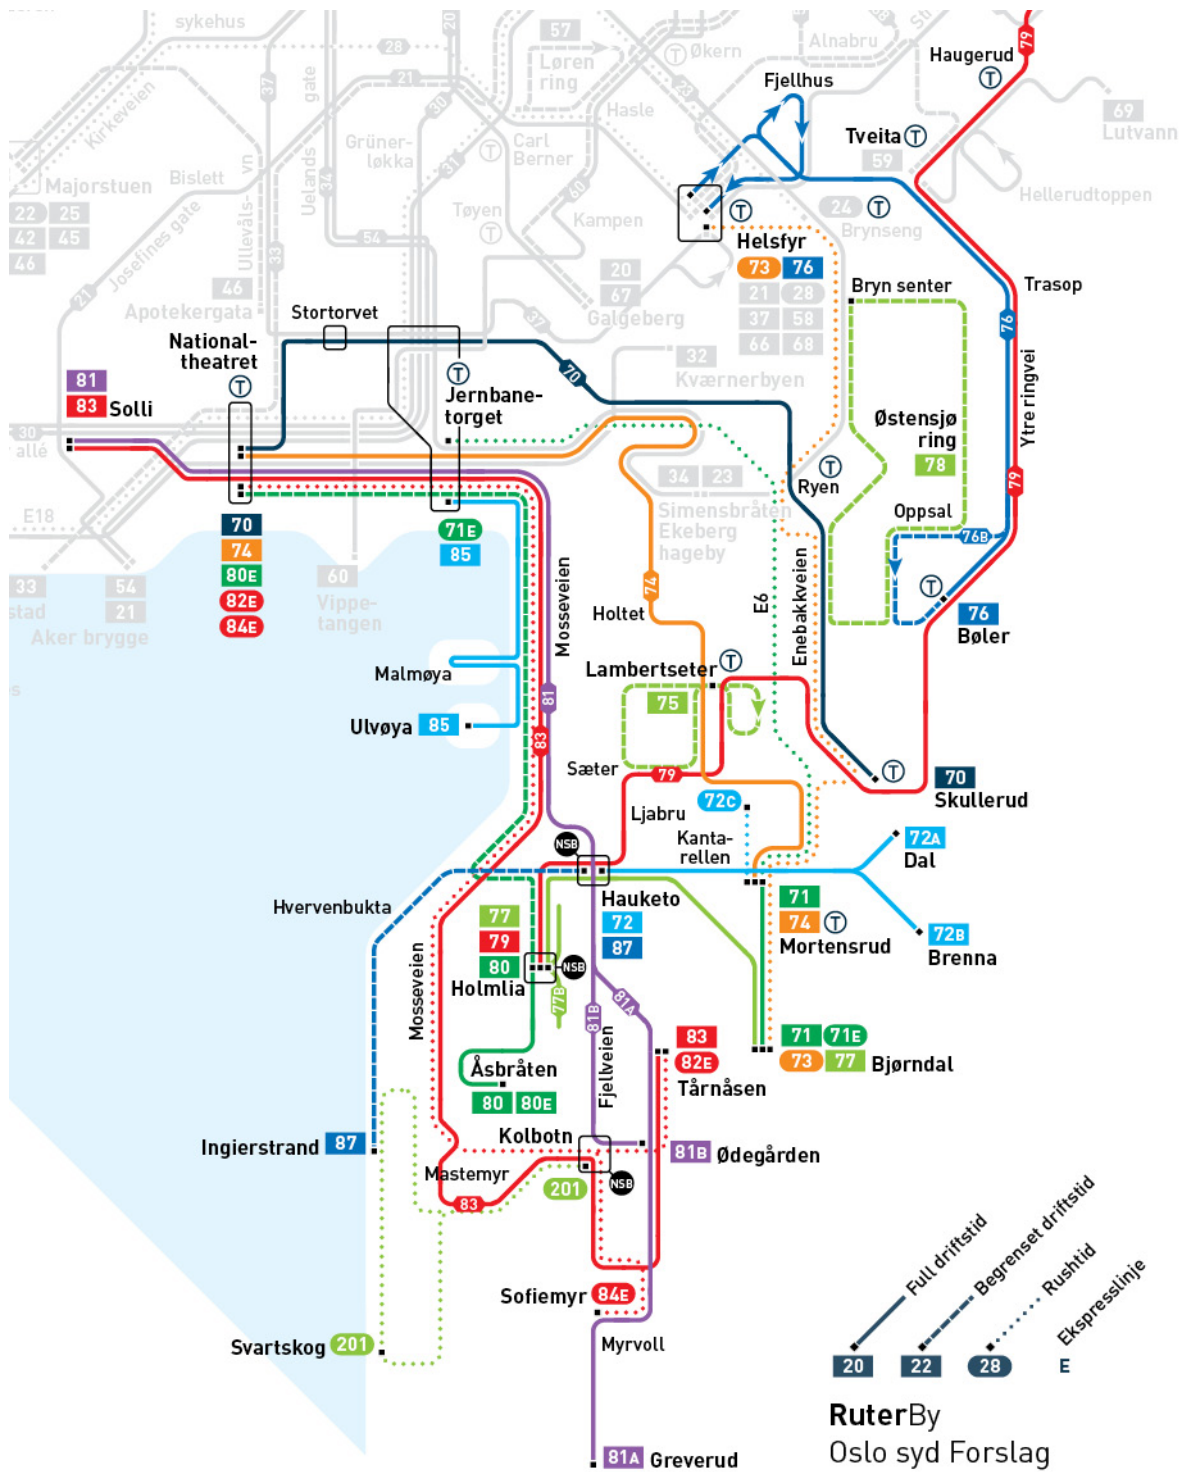 sykehus
20
28
57
Løren
ring
Økern
T
Alnabru
79
Haugerud
T
Fjellhus
21
37
gate
Kirkeveien
30
Hasle
23
69
Lutvann
Tveita T
Grüner-
løkka
31
T
Carl
Berner
59
Majorstuen
Bislett
vn
34
Uelands
60
Hellerudtoppen
22 25
42 45
46
Josefines gate
Ullevåls-
Tøyen
T
Kampen
T
24 T
Brynseng
54
33
Helsfyr
73 76
21 28
37 58
66 68
20
67
Galgeberg
Bryn senter
Trasop
21
46
Apotekergata
Stortorvet
37
76
National-
theatret
T
32
Kværnerbyen
70
T
Jernbane-
torget
81
83 Solli
30
allé
Østensjø
ring
78
Ytre ringvei
34 23
Simensbråten
Ekeberg
hageby
T
Ryen
79
E18
Oppsal
76B
70
74
80E
82E
84E
71E
85
33
stad
54
21
Aker brygge
60
Vippe-
tangen
74
Holtet
E6
T
76
Bøler
Mosseveien
Enebakkveien
Malmøya
Lambertseter T
75
81
Ulvøya 85
83
Sæter
79
T
70
Skullerud
72C
Ljabru
Kanta-
rellen
NSB
72A
Dal
Hauketo
72
87
71
74 T
Mortensrud
72B
Brenna
Hvervenbukta
77
79
80
Holmlia
NSB
Mosseveien
77B
81B
81A
Fjellveien
83
82E
Tårnåsen
71 71E
73 77 Bjørndal
Åsbråten
80 80E
Kolbotn
Ingierstrand 87
81B Ødegården
Mastemyr
201
NSB
83
Sofiemyr 84E
Svartskog 201
Myrvoll
81A Greverud
Full driftstid
Begrenset driftstid
Rushtid
Ekspresslinje
20
22
28
E
RuterBy
Oslo syd Forslag